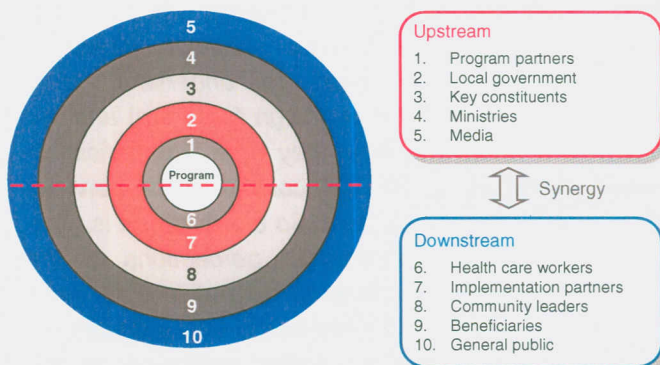 5
4
3
2
1
Program
6
7
8
9
10
Upstream
1. Program partners
2. Local government
3. Key constituents
4. Ministries
5. Media
Synergy
Downstream
6. Health care workers
7. Implementation partners
8. Community leaders
9. Beneficiaries
10. General public